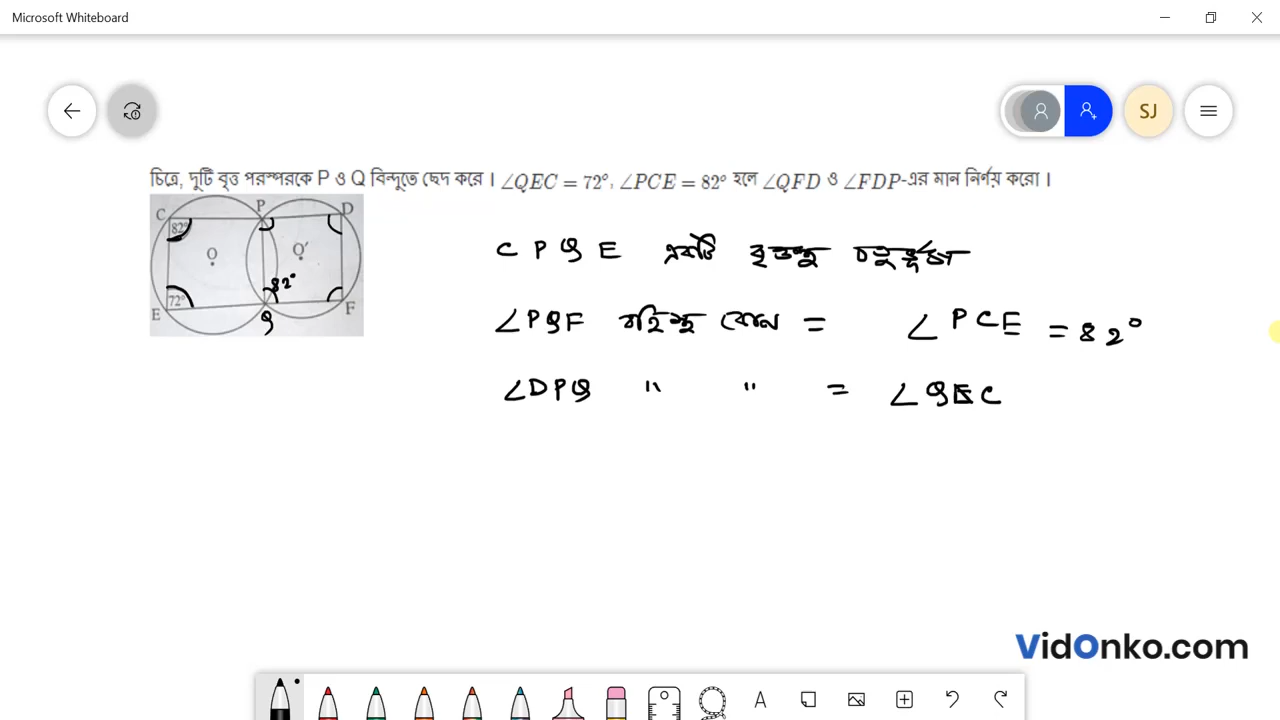 Microsoft Whiteboard
SJ
চিত্রে, দুটি বৃত্ত পরস্পরকে P ও Q বিন্দুতে ছেদ করে। ∠QEC = 72°, ∠PCE = 82° হলে ∠QFD ও ∠FDP-এর মান নির্ণয় করো।
C P D
82°
O Q'
82°
72°
E F
Q
C P Q E একটি বৃত্তস্থ চতুর্ভুজ
∠PQF বহিস্থ কোন = ∠PCE = 82°
∠DPQ " " = ∠QEC
VidOnko.com
A